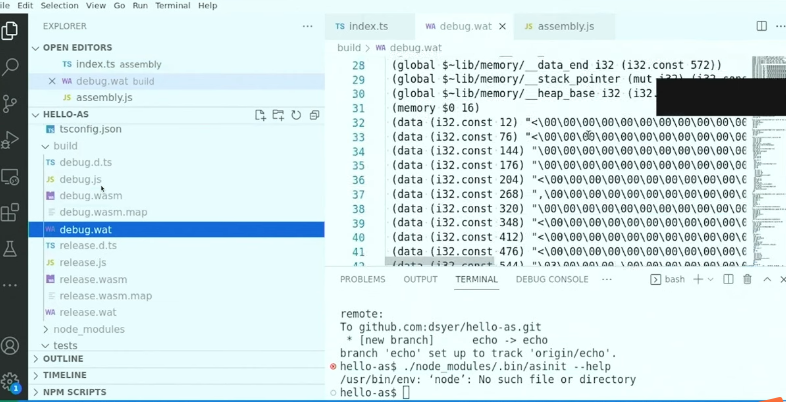 ile Edit Selection View Go Run Terminal Help
EXPLORER
OPEN EDITORS
TS index.ts assembly
WA debug.wat build
JS assembly.js
HELLO-AS
tsconfig.json
build
TS debug.d.ts
JS debug.js
debug.wasm
debug.wasm.map
WA debug.wat
TS release.d.ts
JS release.js
release.wasm
release.wasm.map
WA release.wat
node_modules
tests
OUTLINE
TIMELINE
NPM SCRIPTS
1
TS index.ts
WA debug.wat
JS assembly.js
build > WA debug.wat
28 (global $~lib/memory/__data_end i32 (i32.const 572))
29 (global $~lib/memory/__stack_pointer (mut
30 (global $~lib/memory/__heap_base i32 (i32.
31 (memory $0 16)
32 (data (i32.const 12) "<\00\00\00\00\00\00\00\00\00\00\00\0
33 (data (i32.const 76) "<\00\00\00\00\00\00\00\00\00\00\00\0
34 (data (i32.const 144) "\00\00\00\00\00\00\00\00\00\00\00\0
35 (data (i32.const 176) "\00\00\00\00\00\00\00\00\00\00\00\0
36 (data (i32.const 204) "<\00\00\00\00\00\00\00\00\00\00\00\0
37 (data (i32.const 268) ",\00\00\00\00\00\00\00\00\00\00\00\0
38 (data (i32.const 320) "\00\00\00\00\00\00\00\00\00\00\00\0
39 (data (i32.const 348) "<\00\00\00\00\00\00\00\00\00\00\00\0
40 (data (i32.const 412) "<\00\00\00\00\00\00\00\00\00\00\00\0
41 (data (i32.const 476) "<\00\00\00\00\00\00\00\00\00\00\00\0
PROBLEMS OUTPUT TERMINAL DEBUG CONSOLE
bash
remote:
To github.com:dsyer/hello-as.git
* [new branch] echo -> echo
branch 'echo' set up to track 'origin/echo'.
hello-as$ ./node_modules/.bin/asinit --help
/usr/bin/env: ‘node’: No such file or directory
hello-as$